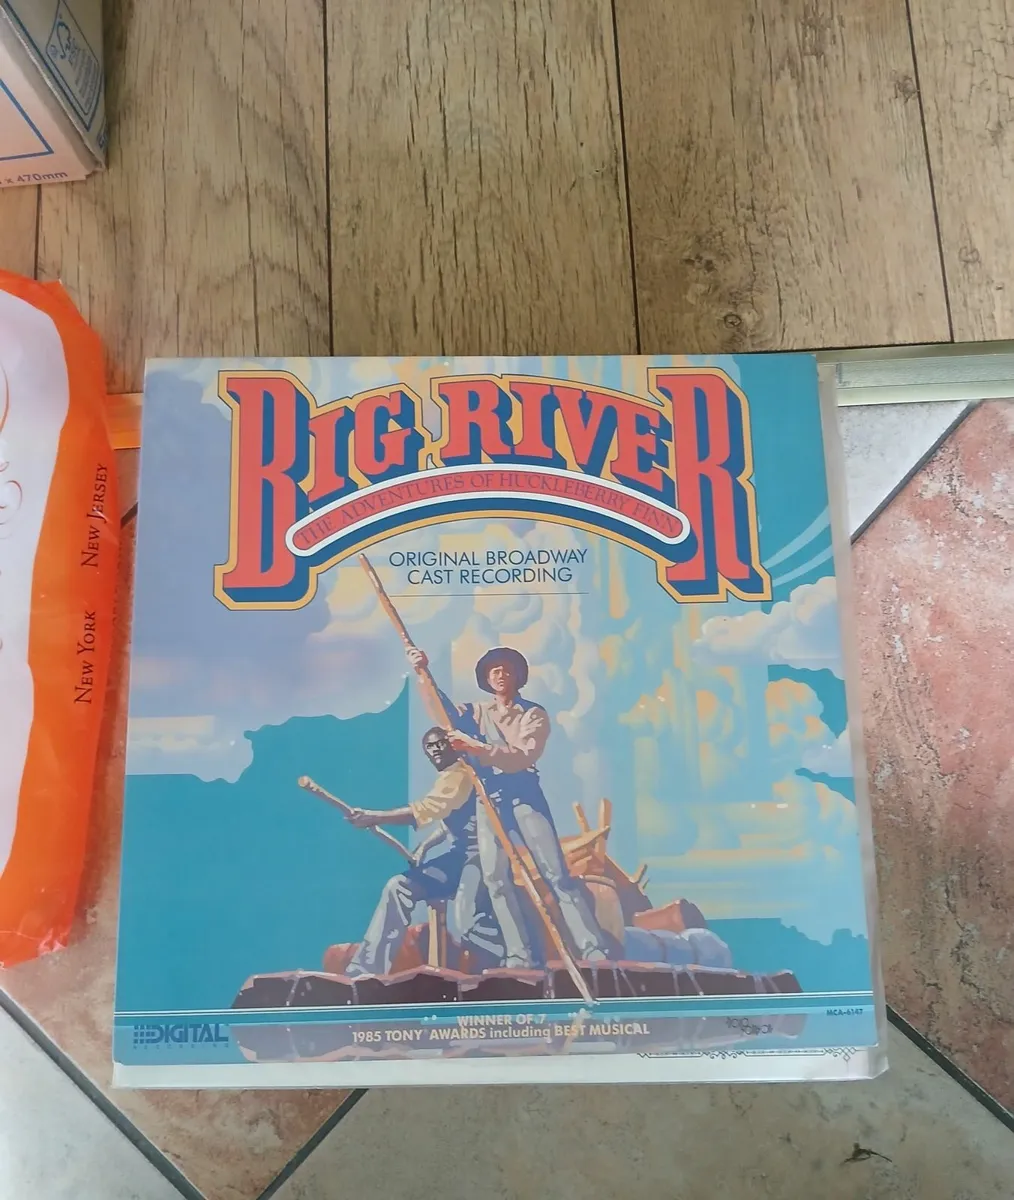 x 470mm
BIG RIVER
THE ADVENTURES OF HUCKLEBERRY FINN
ORIGINAL BROADWAY
CAST RECORDING
NEW YORK NEW JERSEY
MCA-6147
WINNER OF 7
1985 TONY AWARDS including BEST MUSICAL
DIGITAL
RECORDING